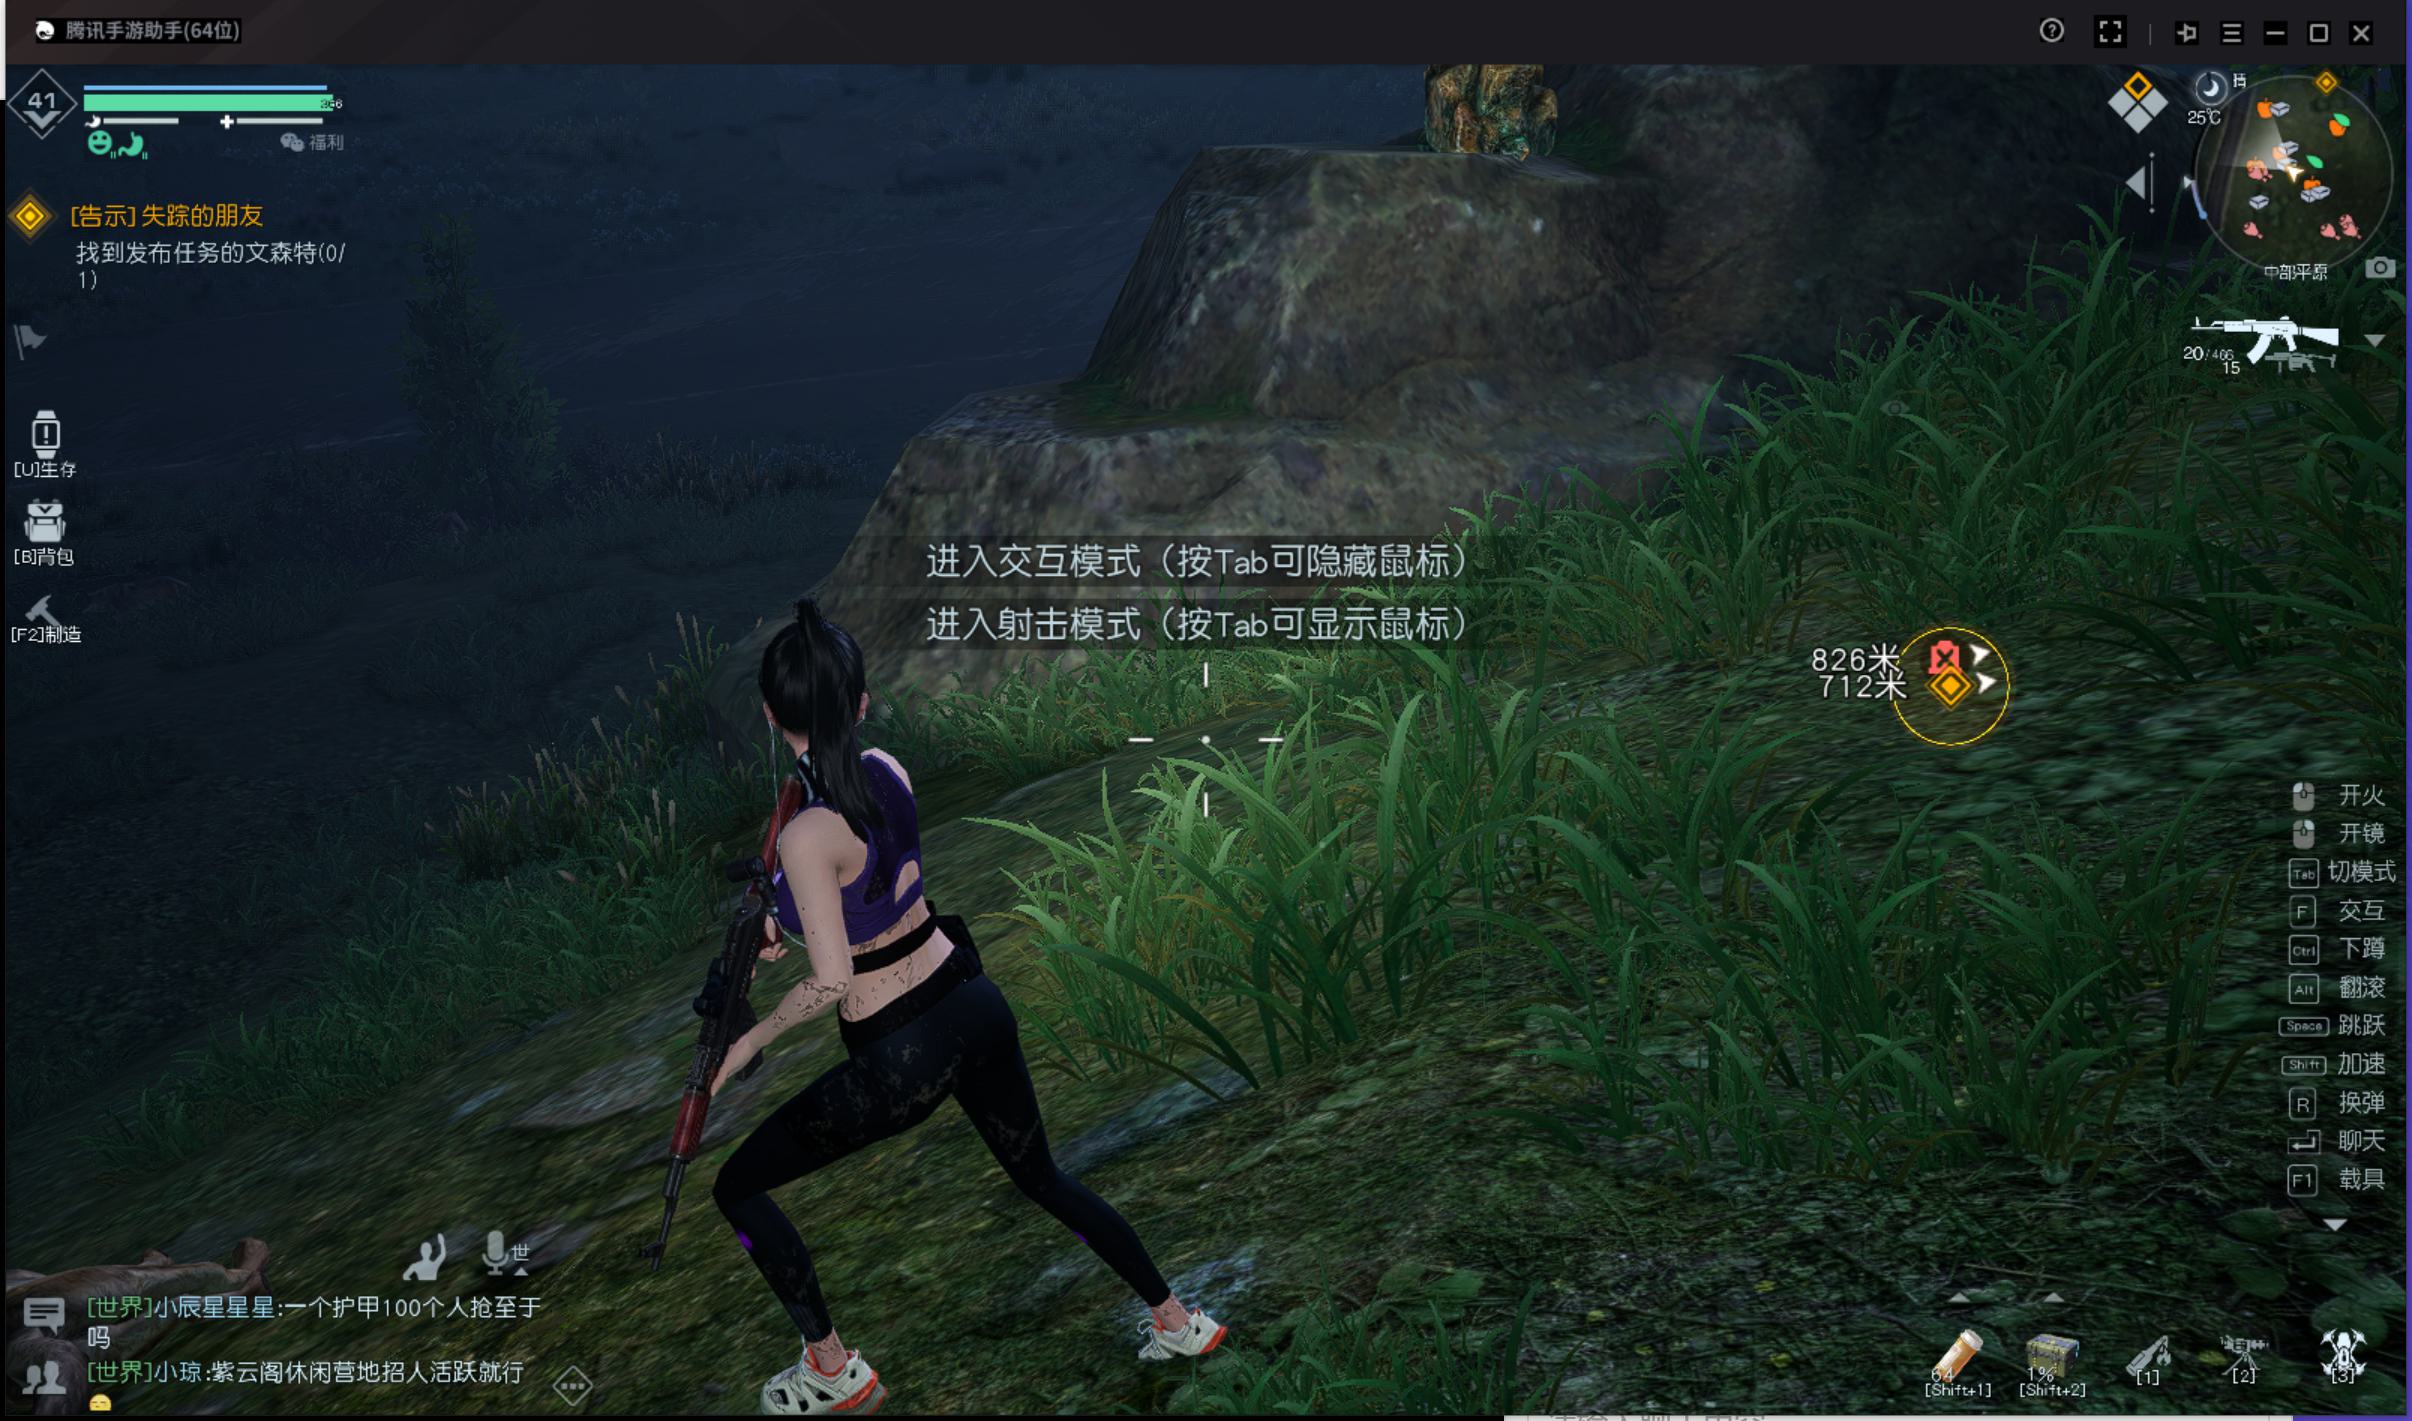 腾讯手游助手(64位)
41
福利
25℃
[告示]失踪的朋友
找到发布任务的文森特(0/
1)
中部平原
20/466
15
[U]生存
[B]背包
[F2]制造
进入交互模式（按Tab可隐藏鼠标）
进入射击模式（按Tab可显示鼠标）
826米
712米
开火
开镜
Tab 切模式
F 交互
Ctrl 下蹲
Alt 翻滚
Space 跳跃
Shift 加速
R 换弹
聊天
F1 载具
世
[世界]小辰星星星:一个护甲100个人抢至于
吗
[世界]小琼:紫云阁休闲营地招人活跃就行
64
[Shift+1]
1%
[Shift+2]
[1]
[2]
[3]